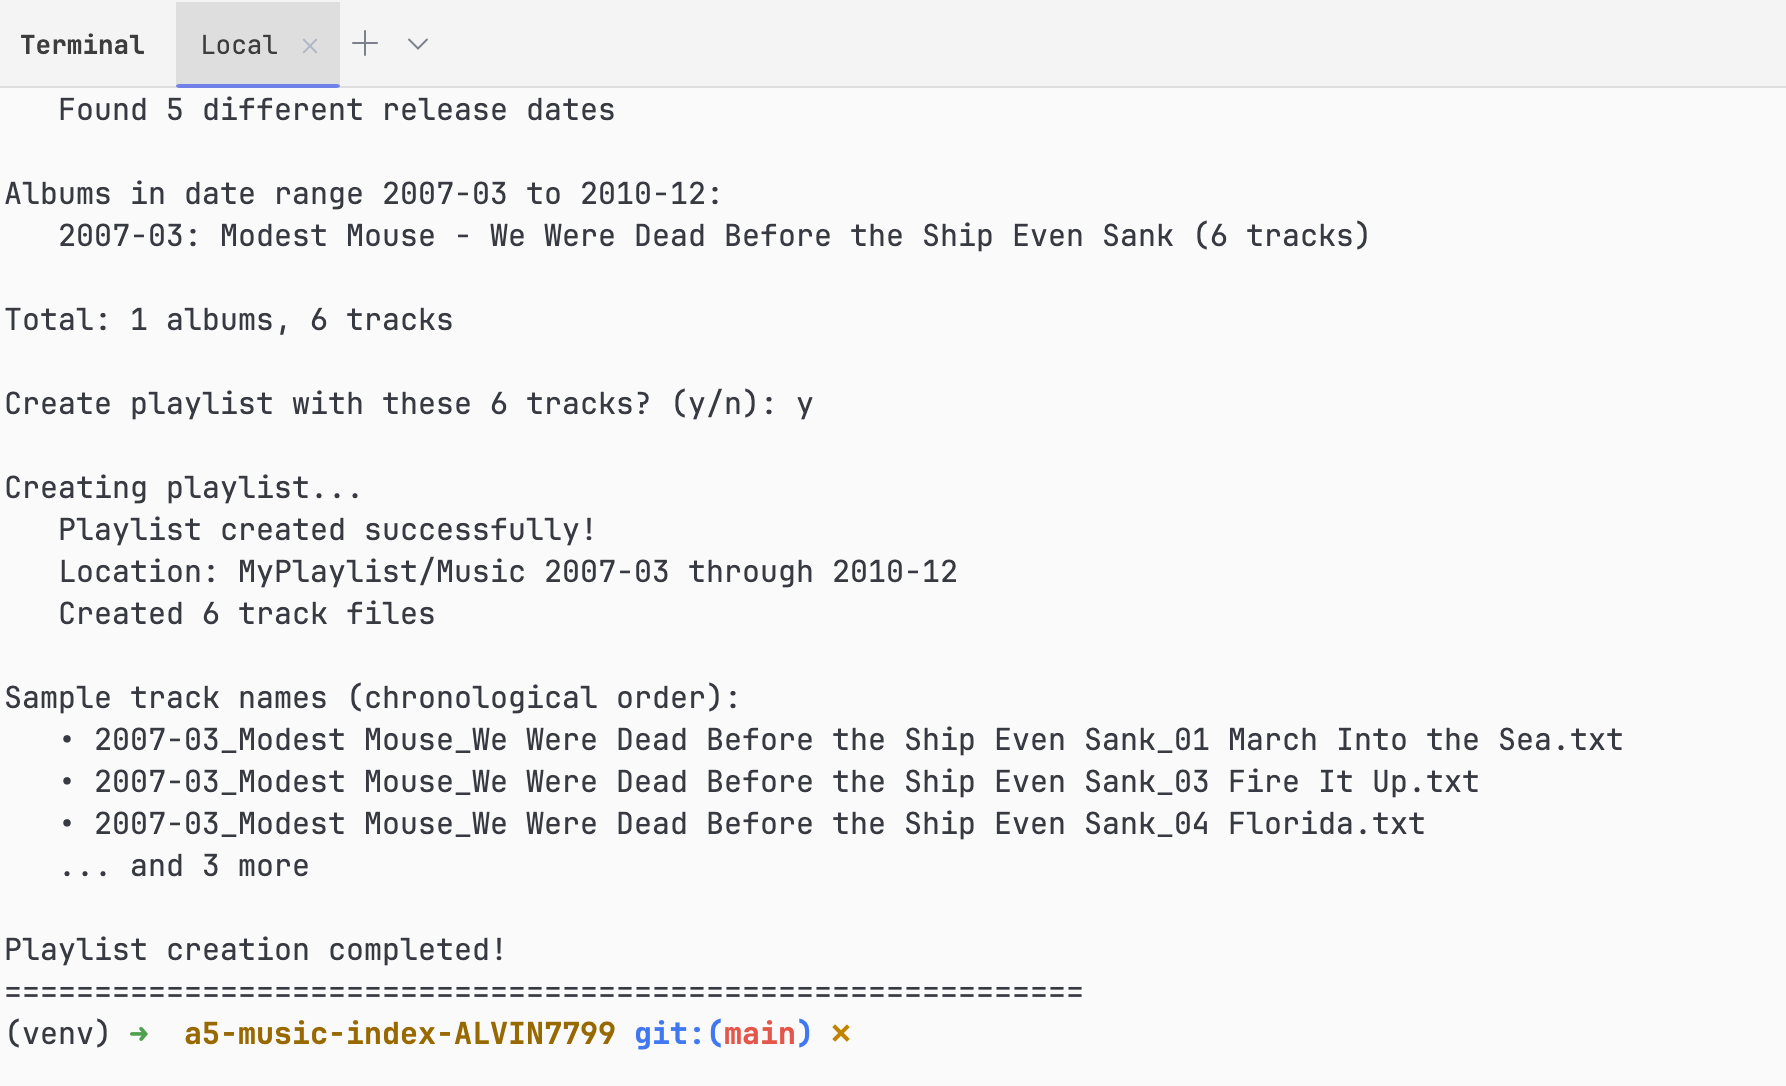 Terminal Local × + ⌄
Found 5 different release dates
Albums in date range 2007-03 to 2010-12:
2007-03: Modest Mouse - We Were Dead Before the Ship Even Sank (6 tracks)
Total: 1 albums, 6 tracks
Create playlist with these 6 tracks? (y/n): y
Creating playlist...
Playlist created successfully!
Location: MyPlaylist/Music 2007-03 through 2010-12
Created 6 track files
Sample track names (chronological order):
• 2007-03_Modest Mouse_We Were Dead Before the Ship Even Sank_01 March Into the Sea.txt
• 2007-03_Modest Mouse_We Were Dead Before the Ship Even Sank_03 Fire It Up.txt
• 2007-03_Modest Mouse_We Were Dead Before the Ship Even Sank_04 Florida.txt
... and 3 more
Playlist creation completed!
============================================================
(venv) ➜ a5-music-index-ALVIN7799 git:(main) ✗